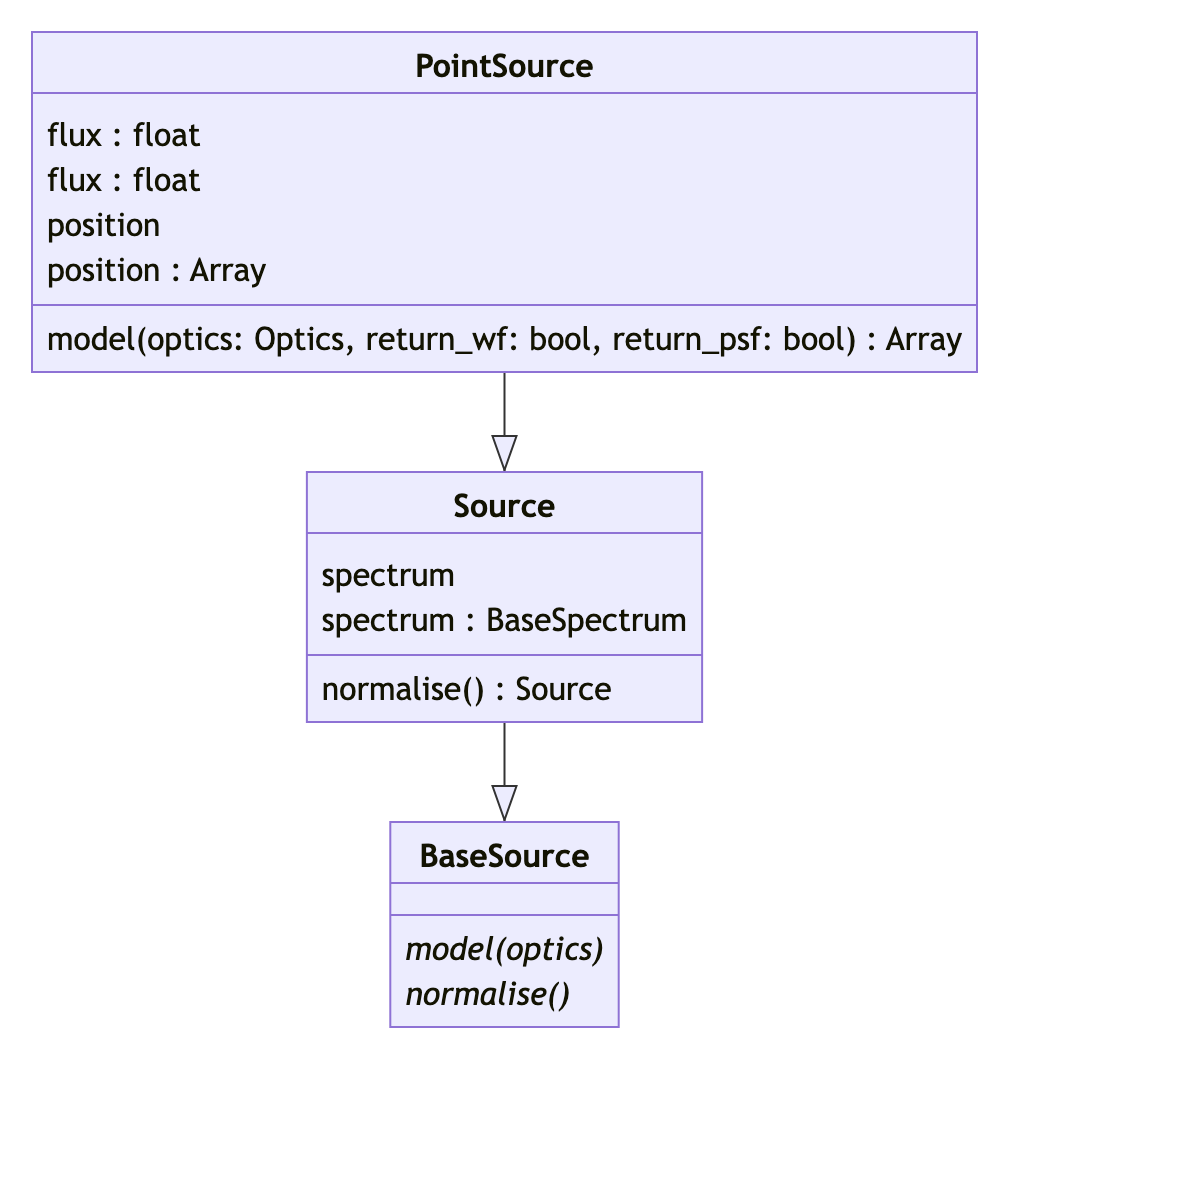 PointSource
flux : float
flux : float
position
position : Array
model(optics: Optics, return_wf: bool, return_psf: bool) : Array
Source
spectrum
spectrum : BaseSpectrum
normalise() : Source
BaseSource
model(optics)
normalise()